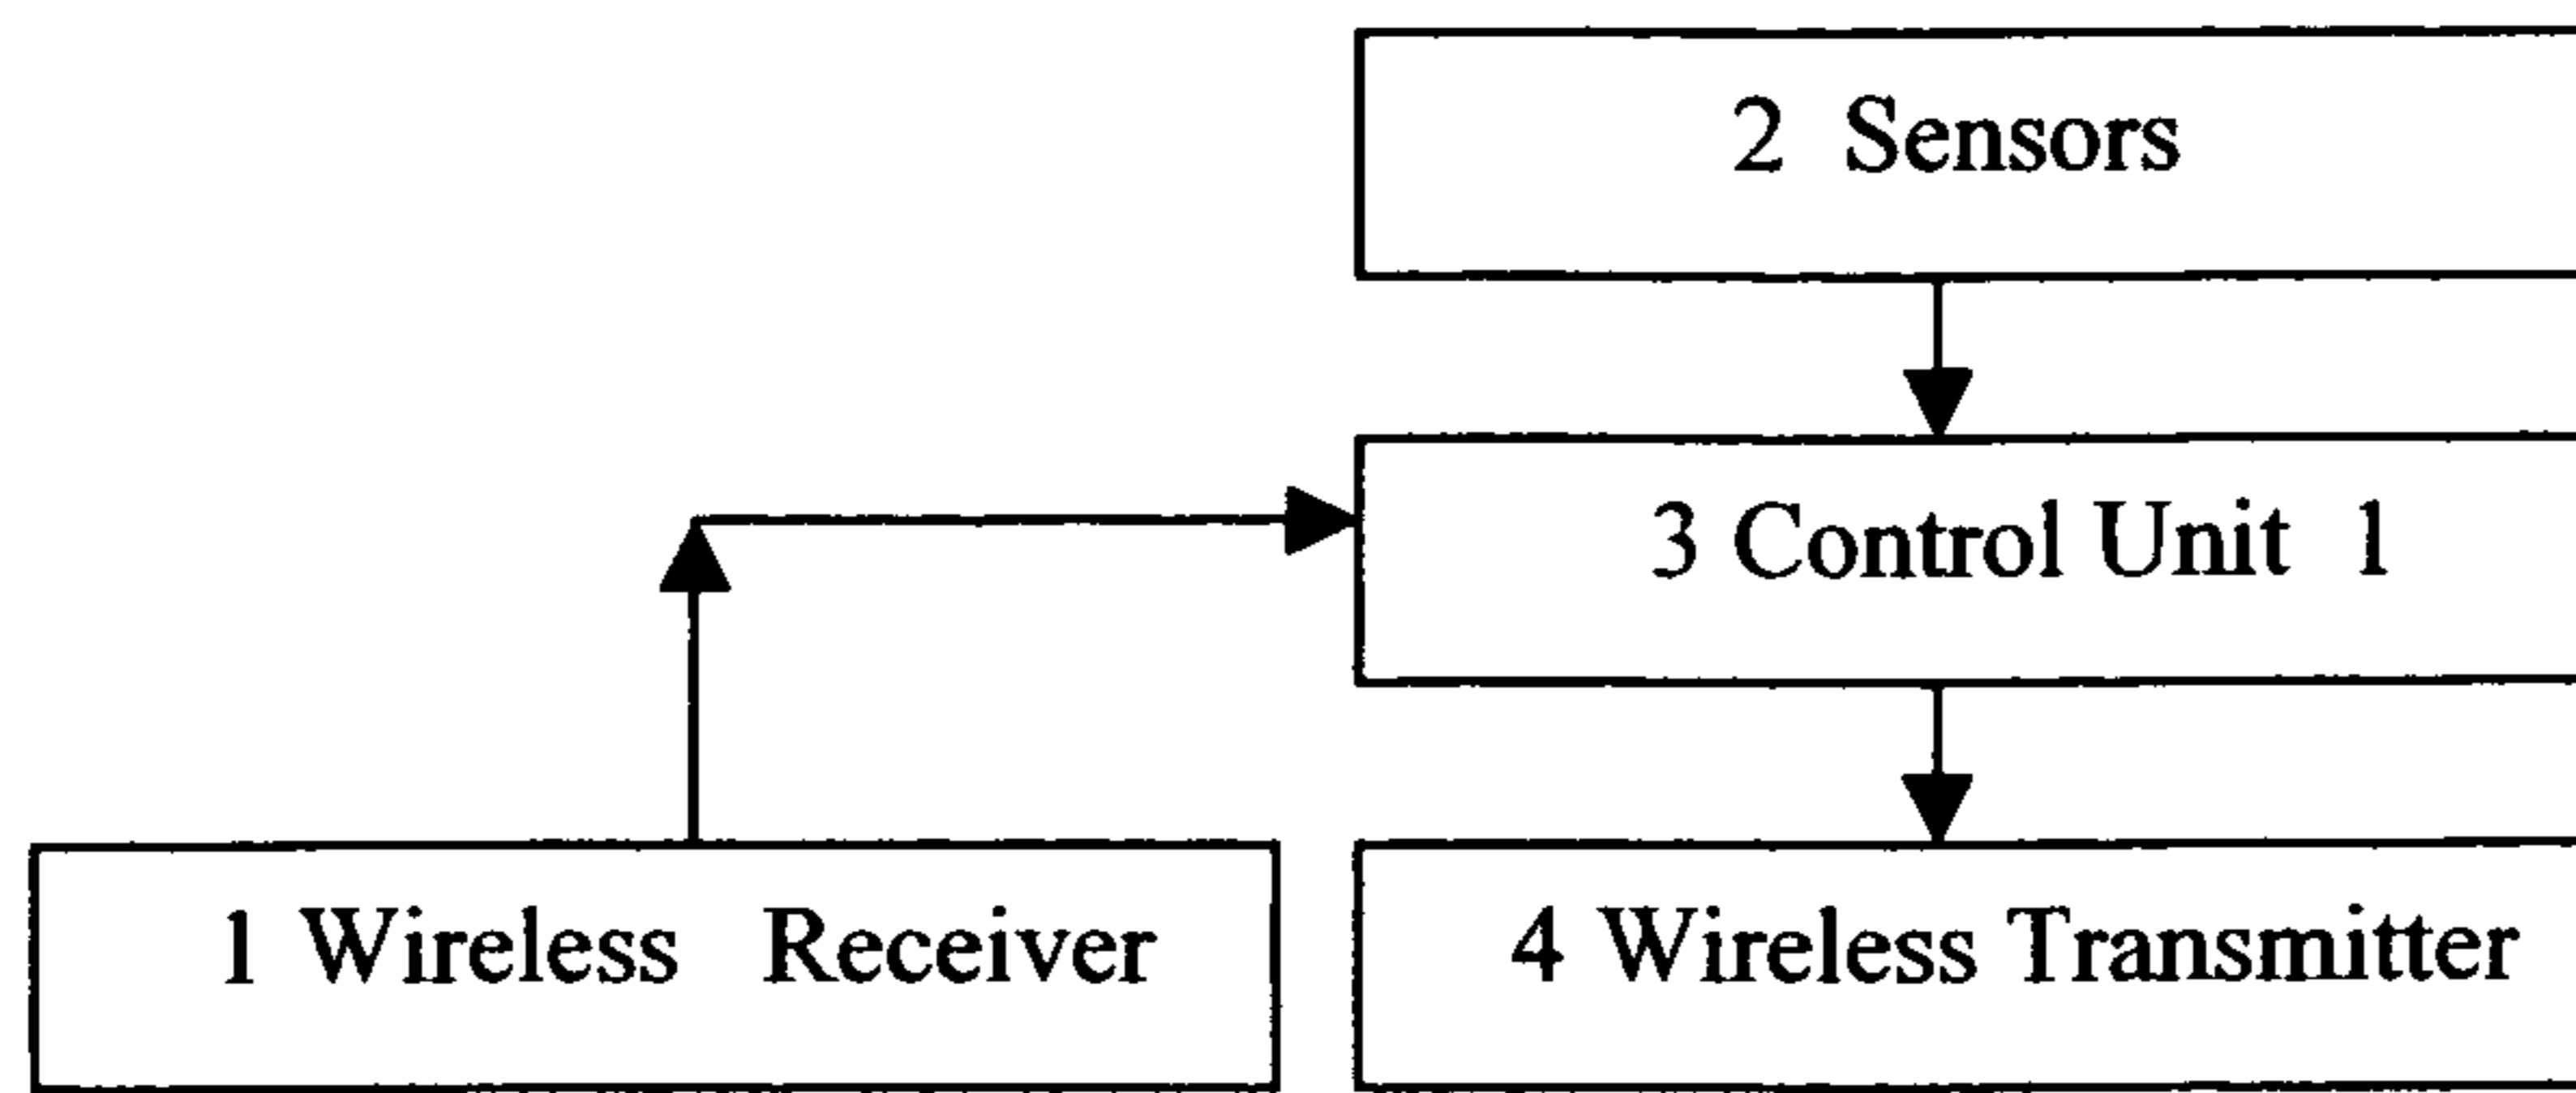 2 Sensors
3 Control Unit 1
1 Wireless Receiver
4 Wireless Transmitter